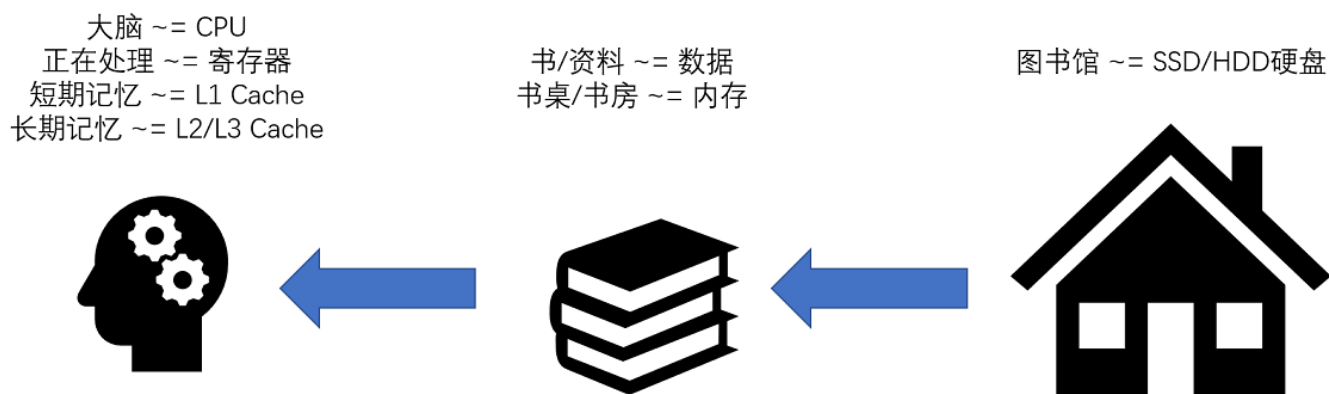 大脑 ~= CPU
正在处理 ~= 寄存器
短期记忆 ~= L1 Cache
长期记忆 ~= L2/L3 Cache
书/资料 ~= 数据
书桌/书房 ~= 内存
图书馆 ~= SSD/HDD硬盘